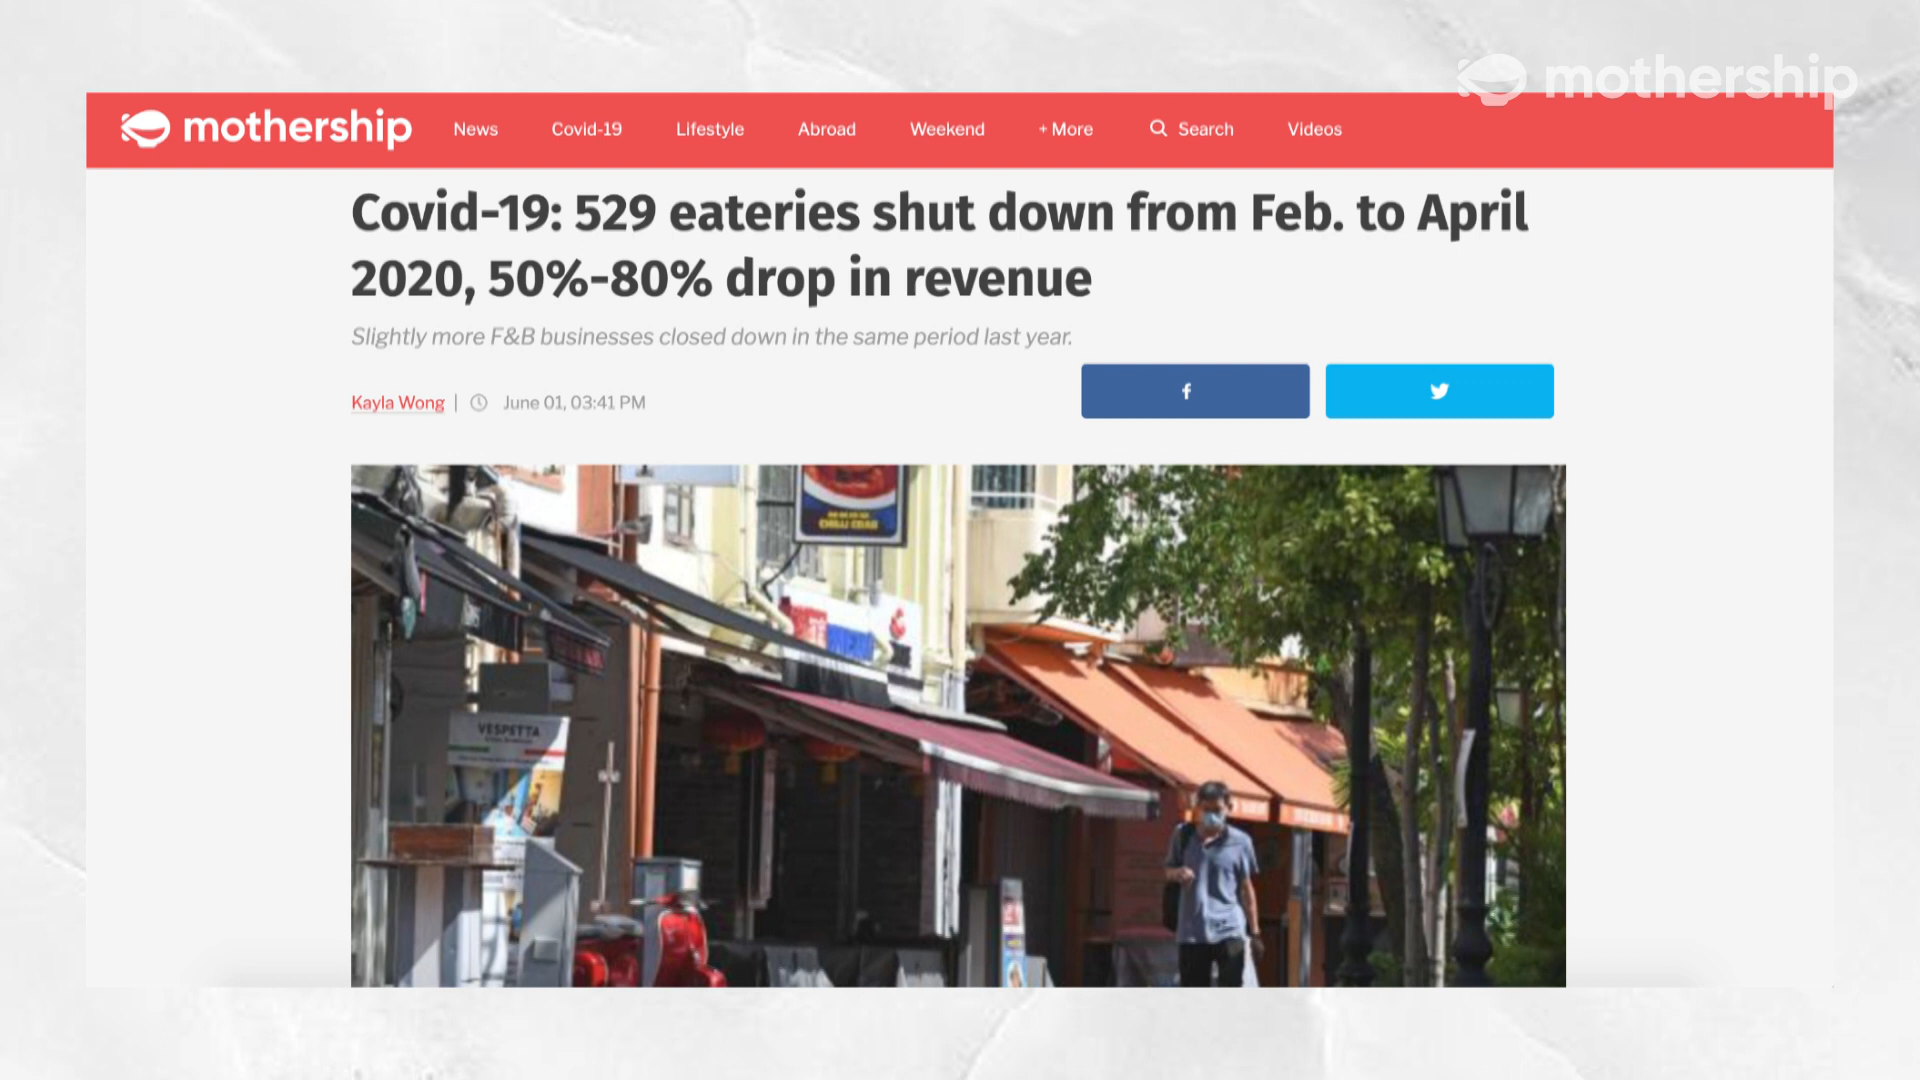 mothership
mothership News Covid-19 Lifestyle Abroad Weekend + More Search Videos
Covid-19: 529 eateries shut down from Feb. to April
2020, 50%-80% drop in revenue
Slightly more F&B businesses closed down in the same period last year.
Kayla Wong | June 01, 03:41 PM
CHILLI CRAB
VESPETTA